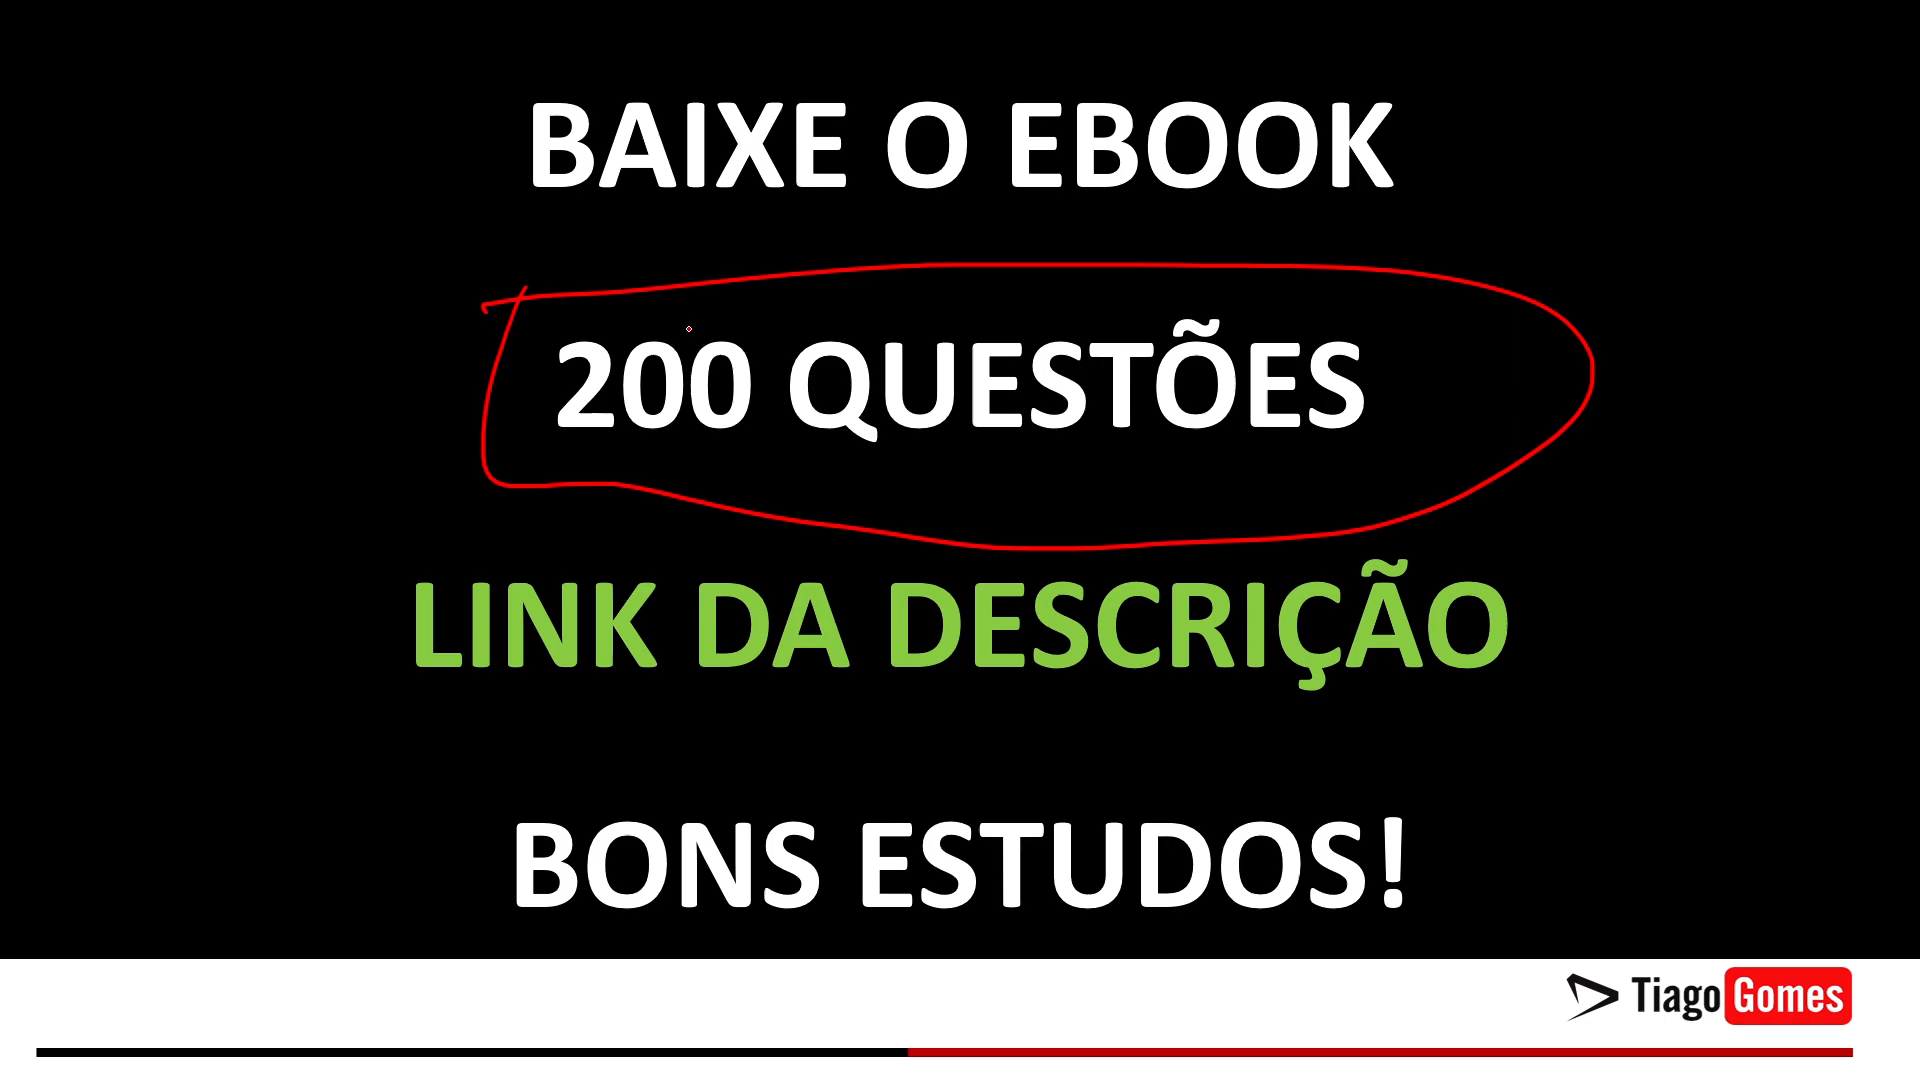 BAIXE O EBOOK
200 QUESTÕES
LINK DA DESCRIÇÃO
BONS ESTUDOS!
Tiago Gomes